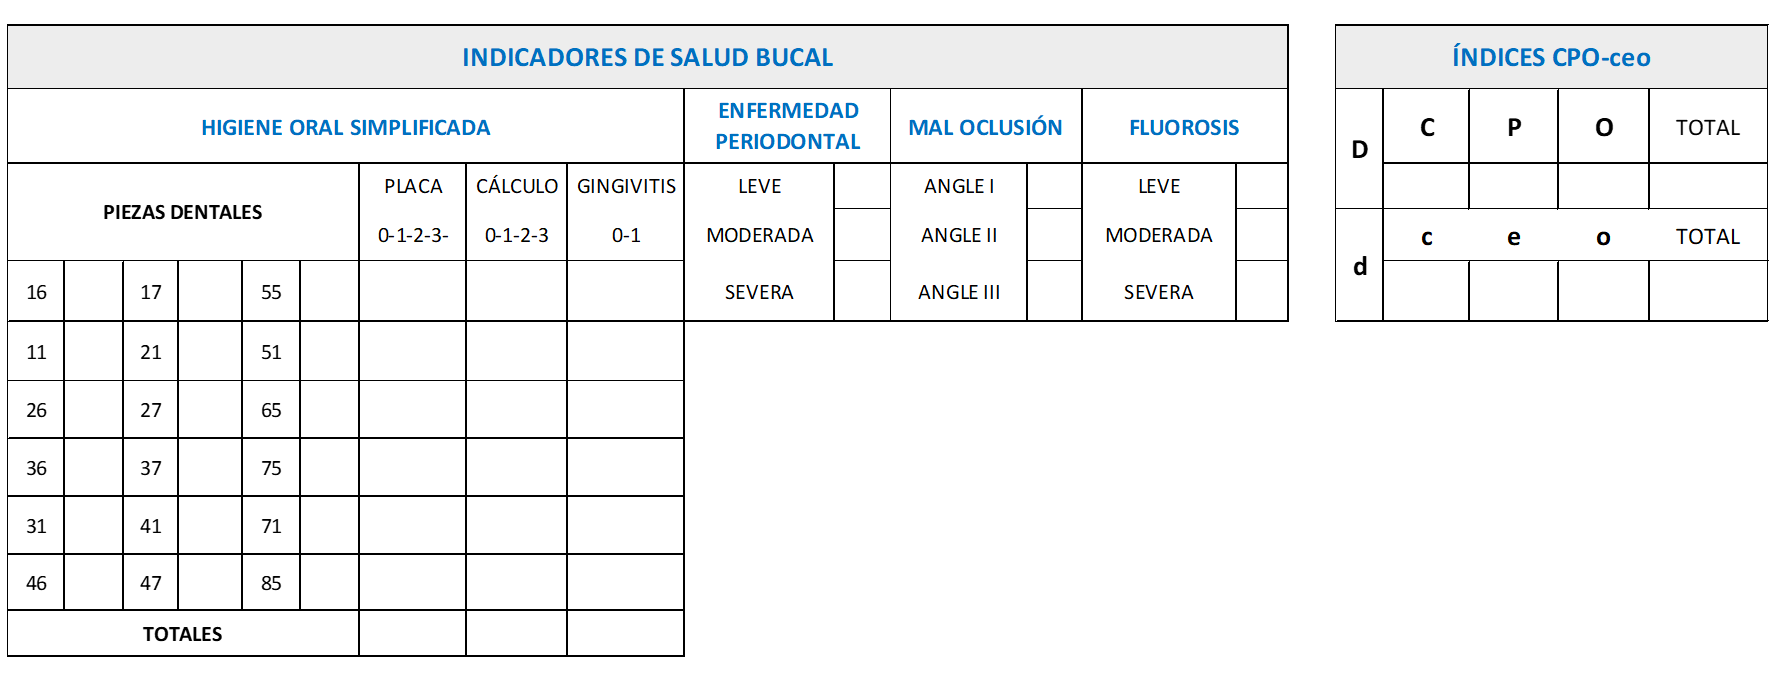 INDICADORES DE SALUD BUCAL
HIGIENE ORAL SIMPLIFICADA
ENFERMEDAD
PERIODONTAL
MAL OCLUSIÓN
FLUOROSIS
PIEZAS DENTALES
PLACA
0-1-2-3-
CÁLCULO
0-1-2-3
GINGIVITIS
0-1
LEVE
MODERADA
SEVERA
ANGLE I
ANGLE II
ANGLE III
LEVE
MODERADA
SEVERA
16 17 55
11 21 51
26 27 65
36 37 75
31 41 71
46 47 85
TOTALES
ÍNDICES CPO-ceo
D
C P O TOTAL
d
c e o TOTAL